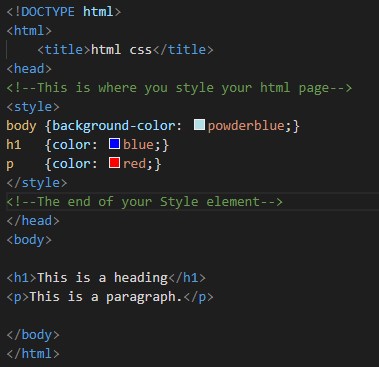 <!DOCTYPE html>
<html>
    <title>html css</title>
<head>
<!--This is where you style your html page-->
<style>
body {background-color: powderblue;}
h1   {color: blue;}
p    {color: red;}
</style>
<!--The end of your Style element-->
</head>
<body>

<h1>This is a heading</h1>
<p>This is a paragraph.</p>

</body>
</html>